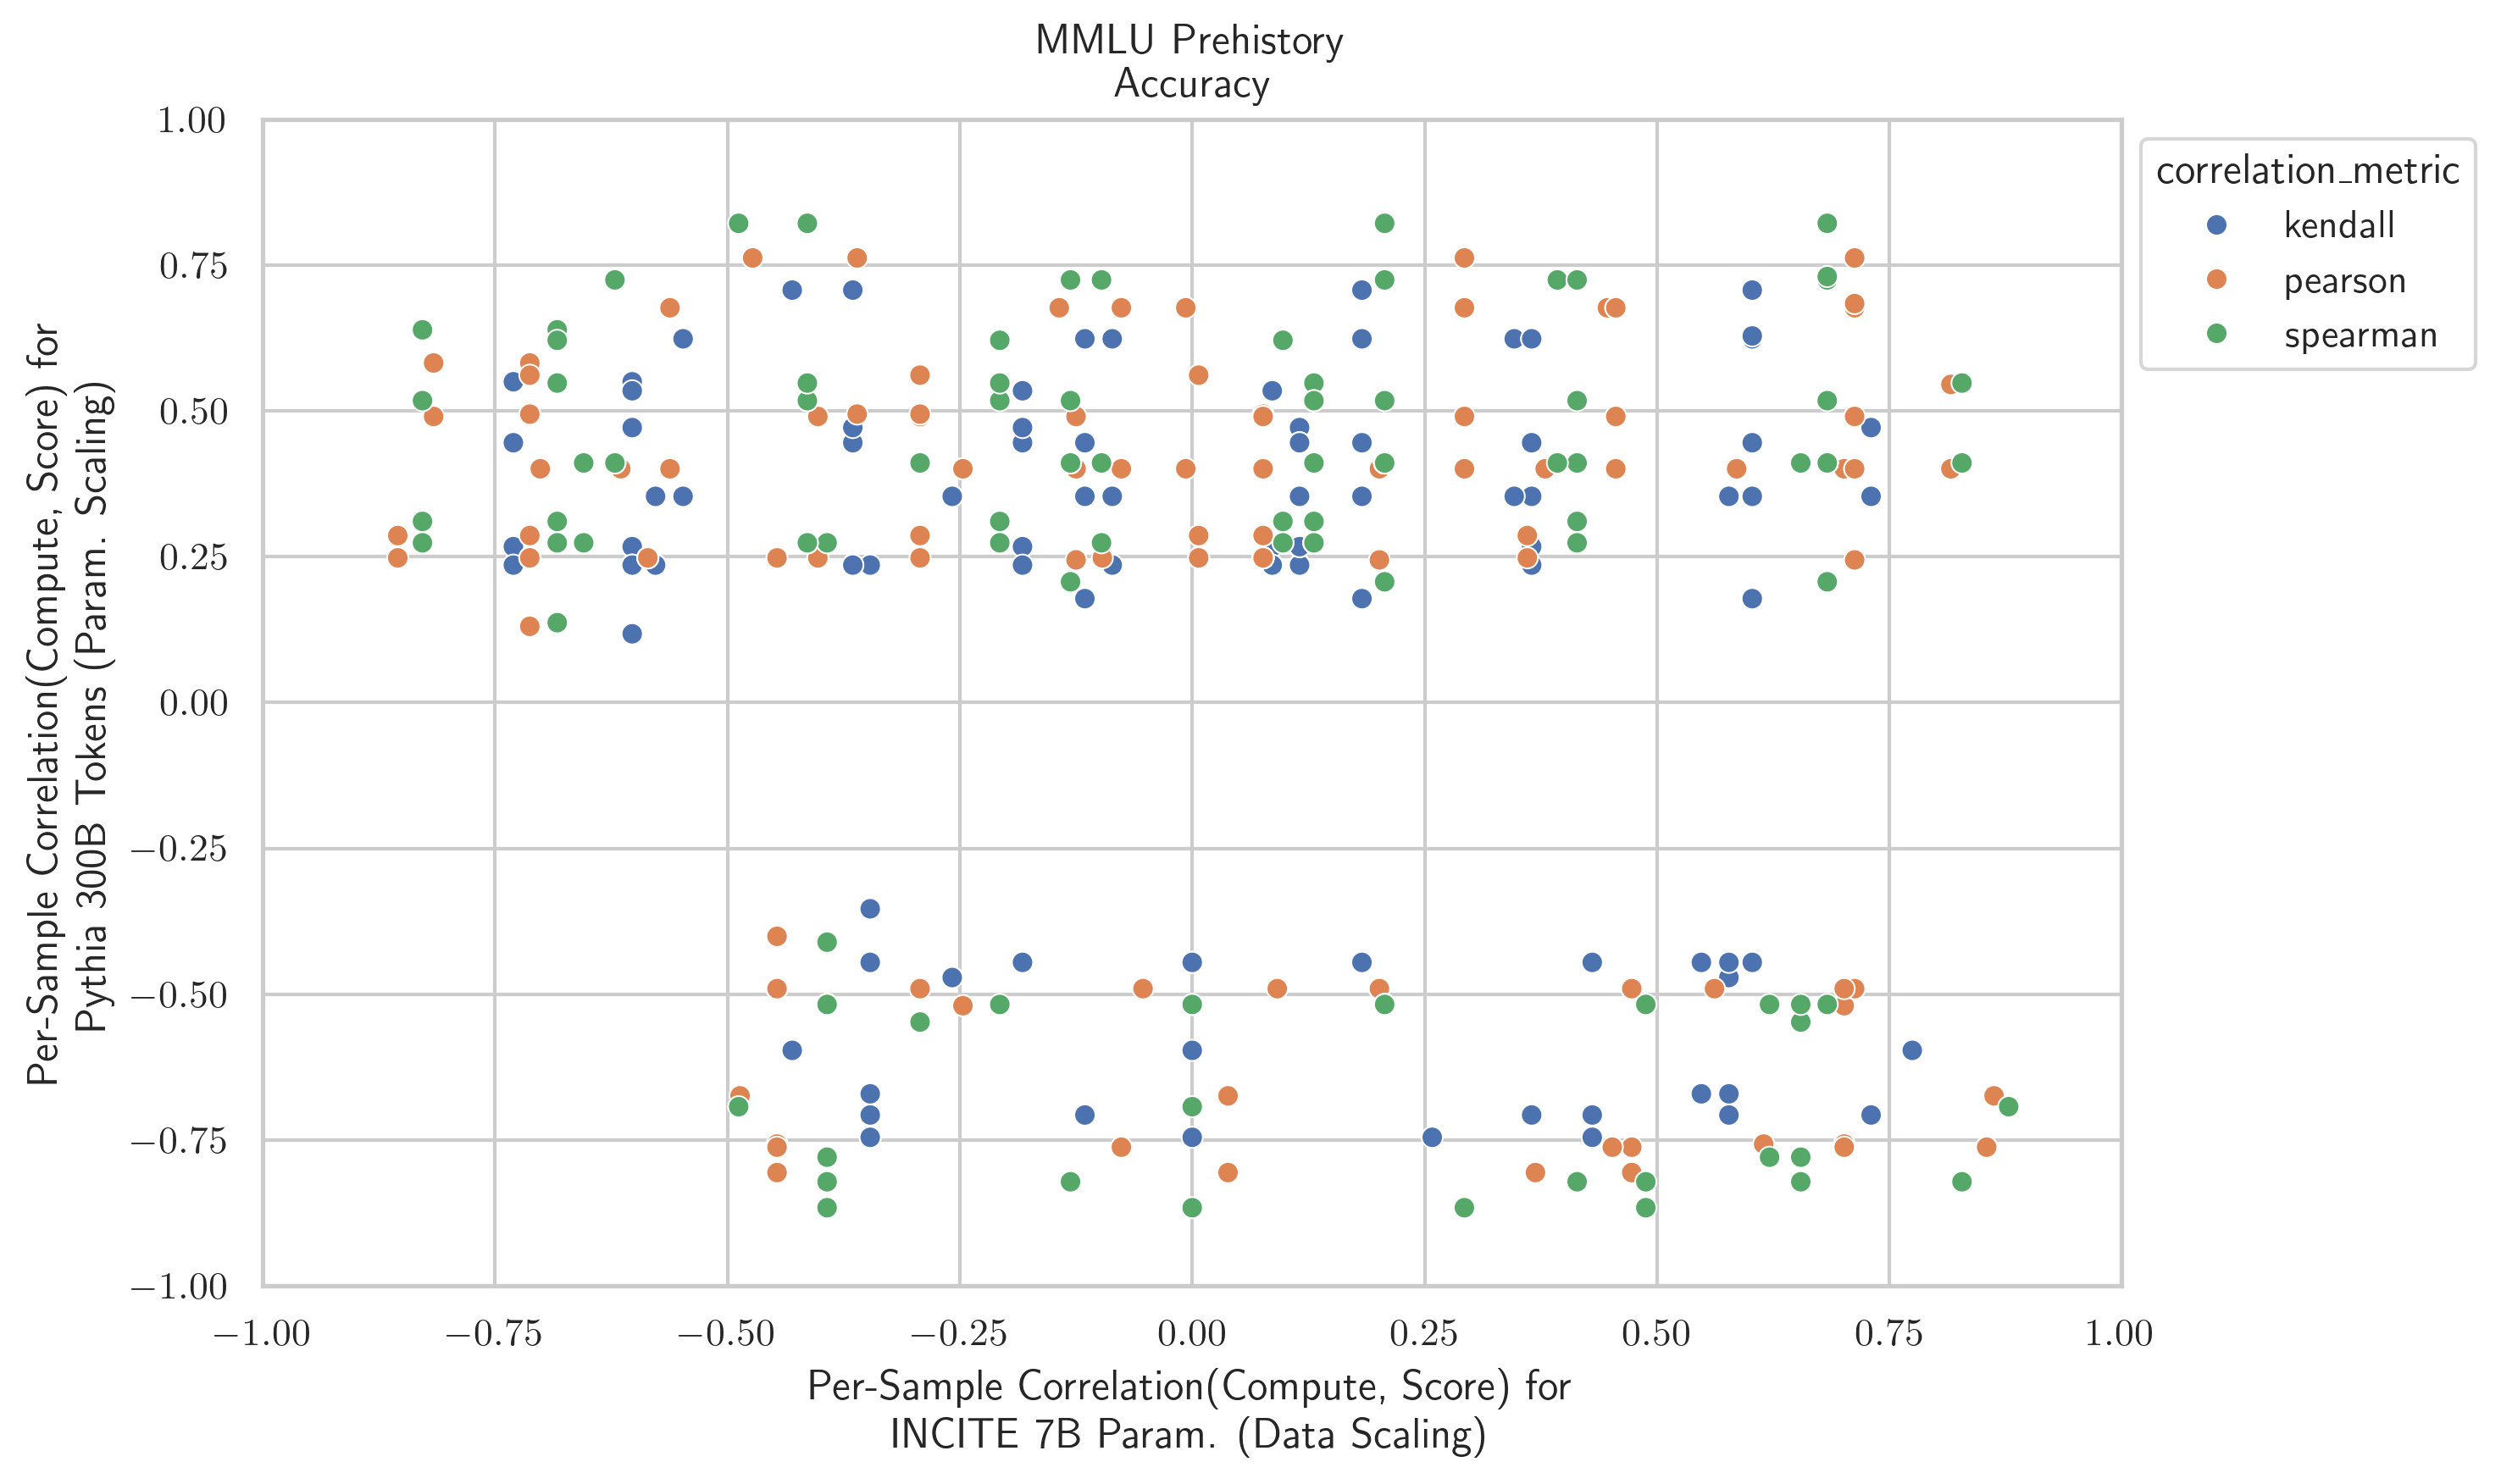 MMLU Prehistory
Accuracy
1.00
0.75
0.50
0.25
0.00
−0.25
−0.50
−0.75
−1.00
Per-Sample Correlation(Compute, Score) for
Pythia 300B Tokens (Param. Scaling)
−1.00 −0.75 −0.50 −0.25 0.00 0.25 0.50 0.75 1.00
Per-Sample Correlation(Compute, Score) for
INCITE 7B Param. (Data Scaling)
correlation_metric
kendall
pearson
spearman